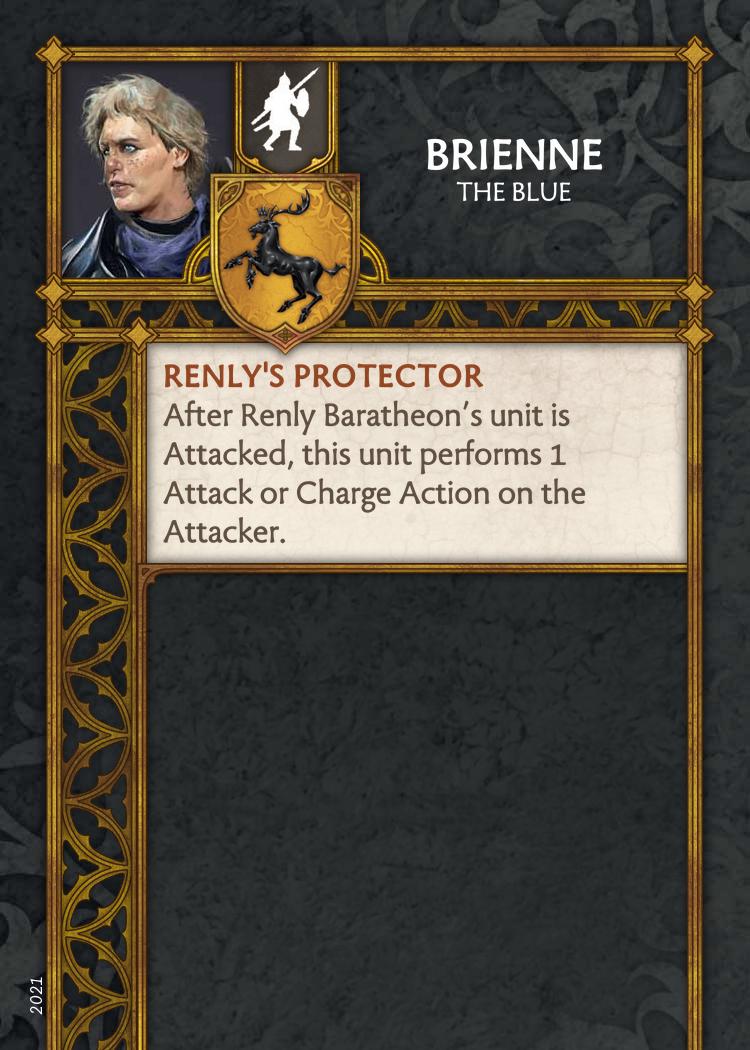 BRIENNE
THE BLUE
RENLY'S PROTECTOR
After Renly Baratheon’s unit is
Attacked, this unit performs 1
Attack or Charge Action on the
Attacker.
2021